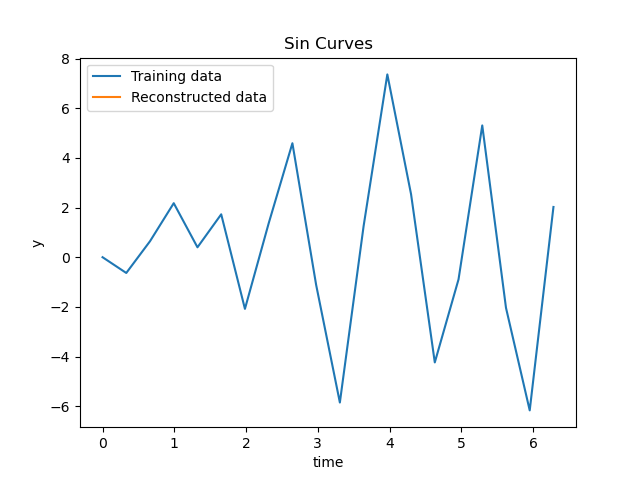 Sin Curves
Training data
Reconstructed data
8
6
4
2
0
−2
−4
−6
y
0 1 2 3 4 5 6
time